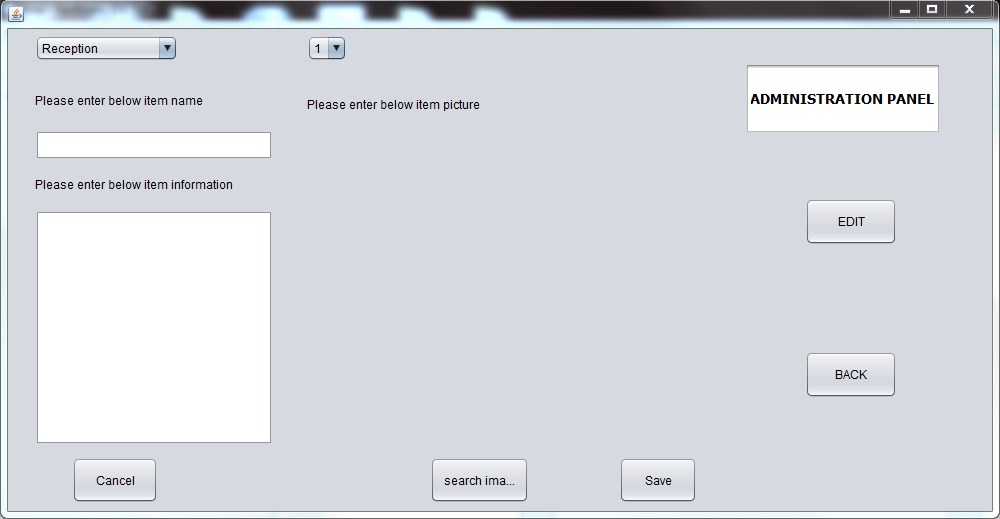 Reception
1
Please enter below item name
Please enter below item picture
ADMINISTRATION PANEL
Please enter below item information
EDIT
BACK
Cancel
search ima...
Save